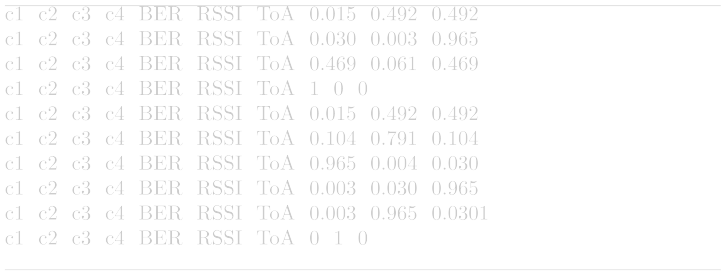 c1 c2 c3 c4 BER RSSI ToA 0.015 0.492 0.492
c1 c2 c3 c4 BER RSSI ToA 0.030 0.003 0.965
c1 c2 c3 c4 BER RSSI ToA 0.469 0.061 0.469
c1 c2 c3 c4 BER RSSI ToA 1 0 0
c1 c2 c3 c4 BER RSSI ToA 0.015 0.492 0.492
c1 c2 c3 c4 BER RSSI ToA 0.104 0.791 0.104
c1 c2 c3 c4 BER RSSI ToA 0.965 0.004 0.030
c1 c2 c3 c4 BER RSSI ToA 0.003 0.030 0.965
c1 c2 c3 c4 BER RSSI ToA 0.003 0.965 0.0301
c1 c2 c3 c4 BER RSSI ToA 0 1 0